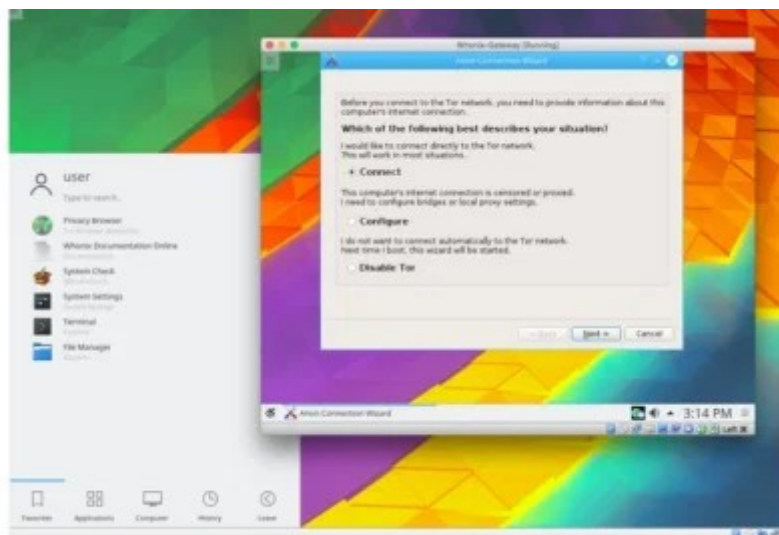 Whonix-Gateway [Running]
Anon Connection Wizard
Before you connect to the Tor network, you need to provide information about this
computer's internet connection.
Which of the following best describes your situation?
I would like to connect directly to the Tor network.
This will work in most situations.
Connect
This computer's internet connection is censored or proxied.
I need to configure bridges or local proxy settings.
Configure
I do not want to connect automatically to the Tor network.
Next time I boot, this wizard will be started.
Disable Tor
< Back
Next >
Cancel
Anon Connection Wizard
3:14 PM
Left ⌘
user
Type to search...
Privacy Browser
Whonix Documentation Online
System Check
System Settings
Terminal
File Manager
Favorites
Applications
Computer
History
Leave